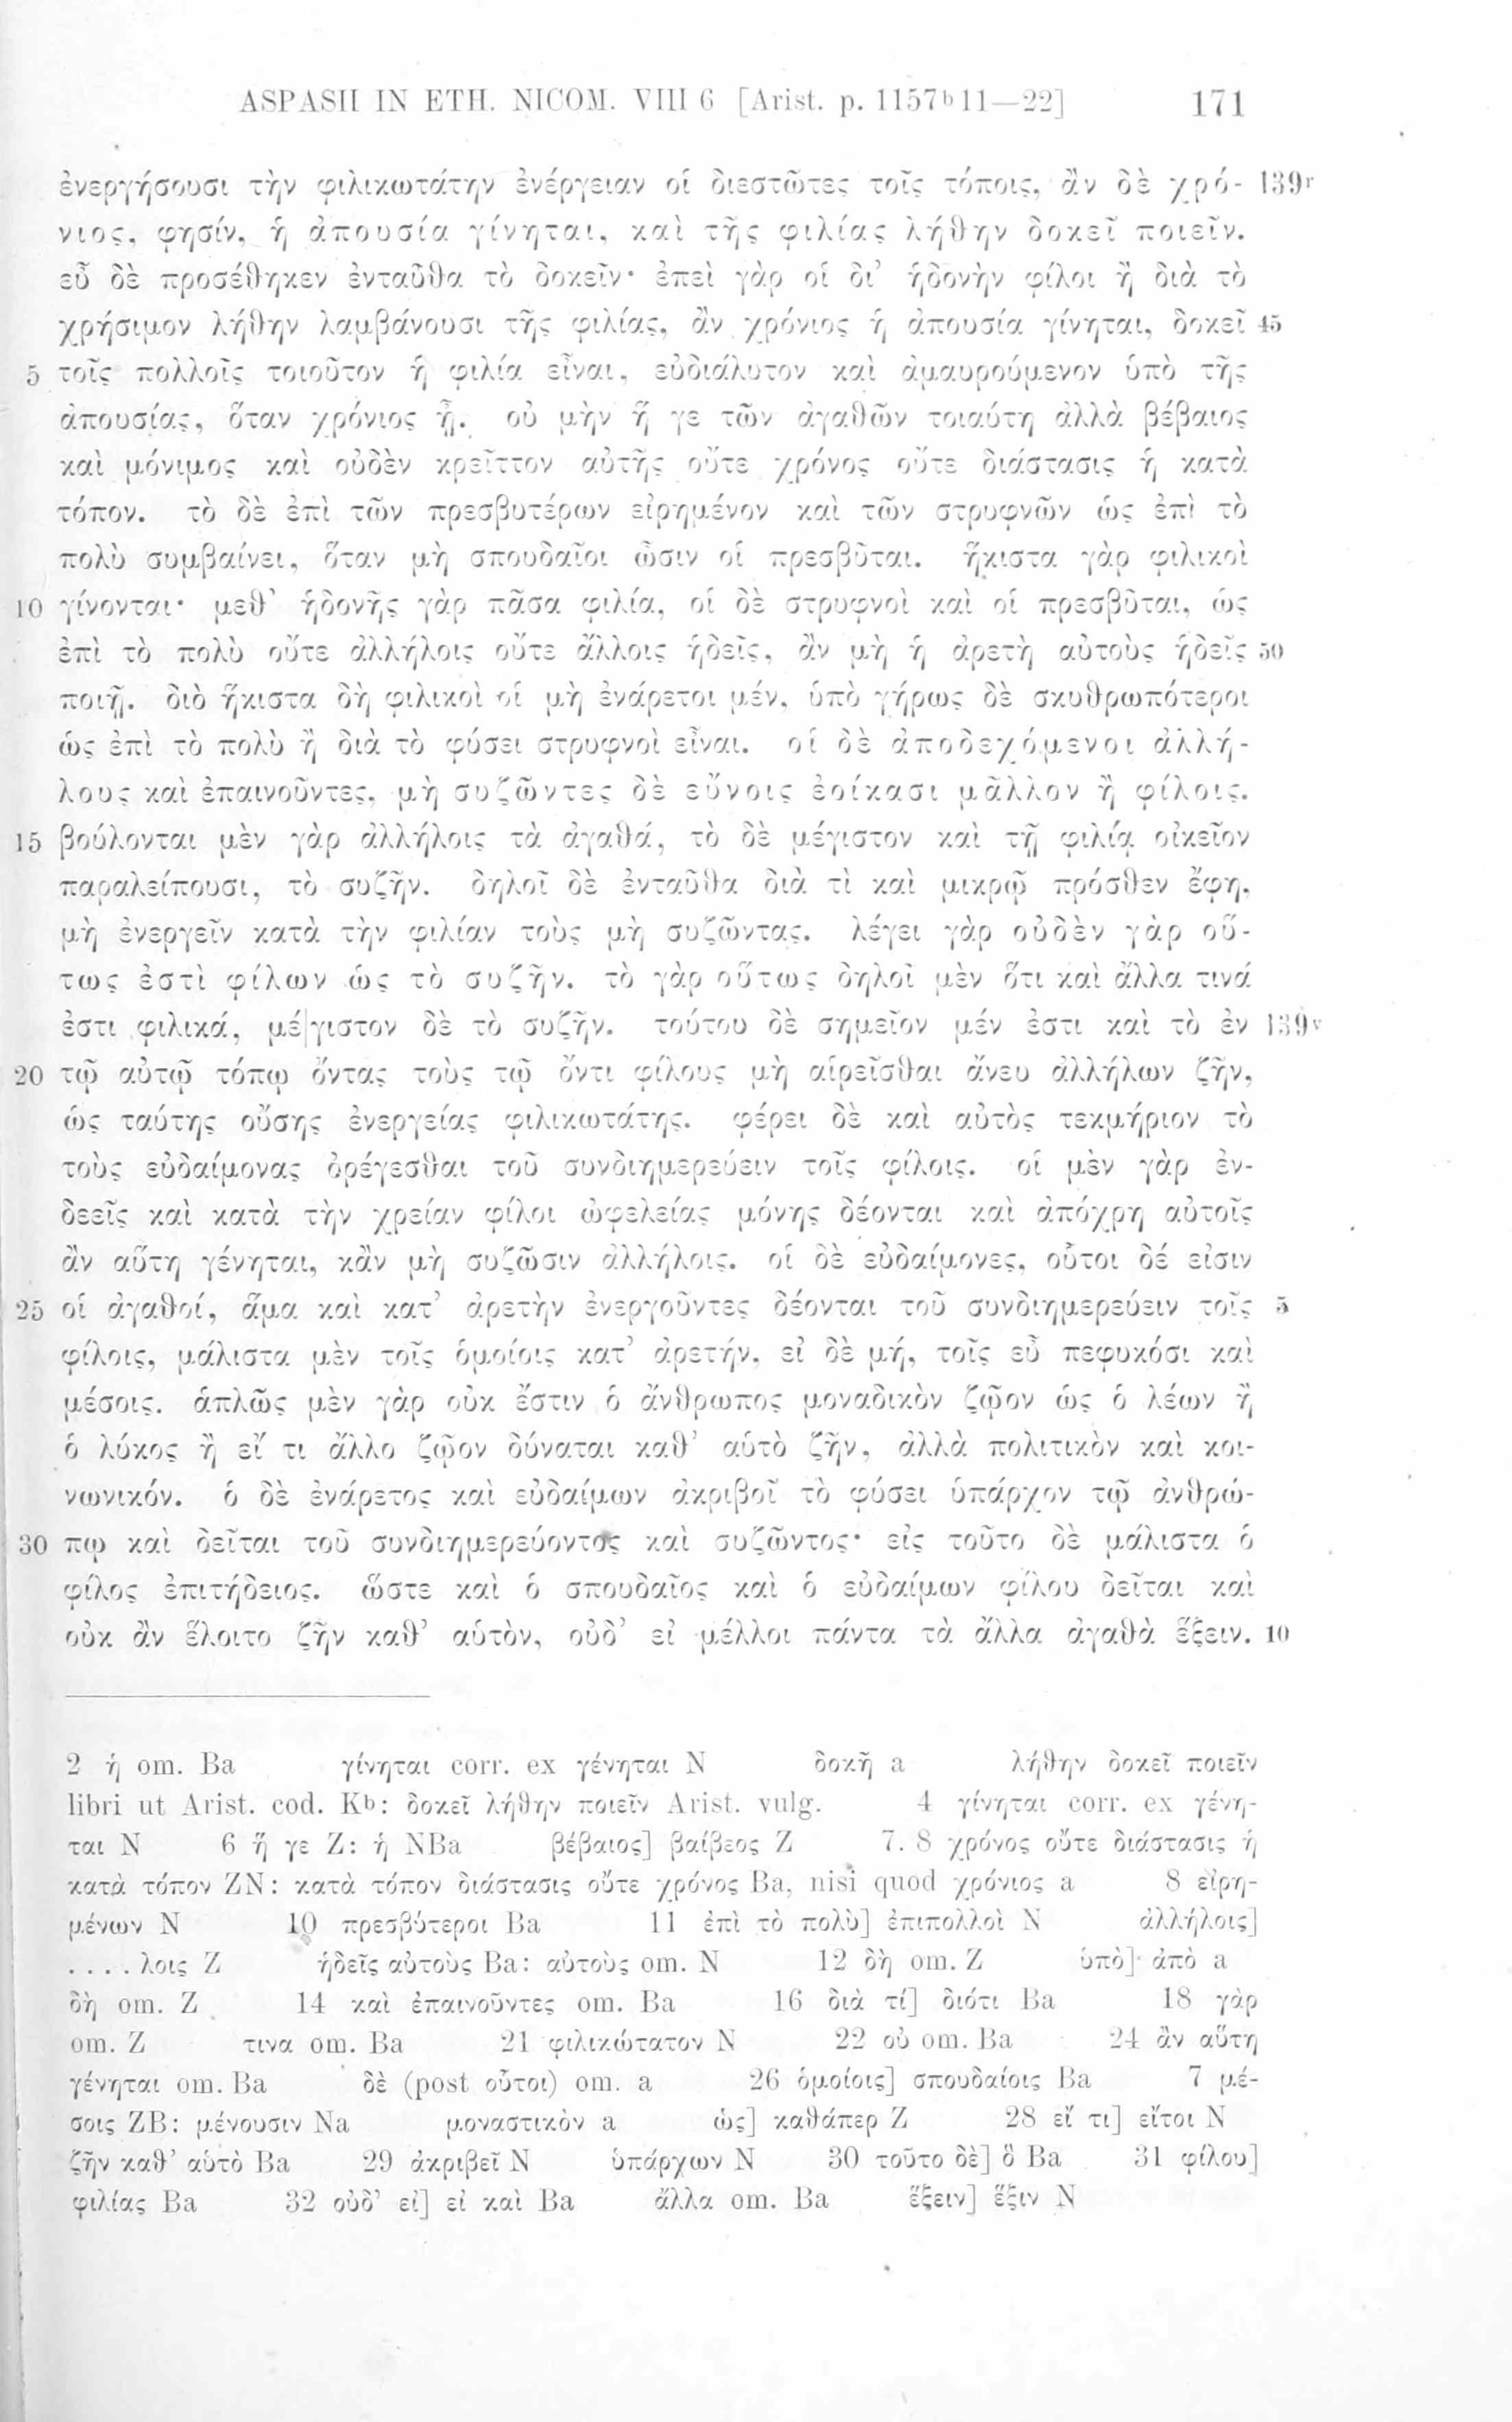 ASPASII IN ETH. NICOM. VIII 6 [Arist. p. 1157ᵇ11—22] 171
ἐνεργήσουσι τὴν φιλικωτάτην ἐνέργειαν οἱ διεστῶτες τοῖς τόποις, ἂν δὲ χρό- 139ʳ
νιος, φησίν, ἡ ἀπουσία γίνηται, καὶ τῆς φιλίας λήθην δοκεῖ ποιεῖν.
εὖ δὲ προσέθηκεν ἐνταῦθα τὸ δοκεῖν· ἐπεὶ γὰρ οἱ δι’ ἡδονὴν φίλοι ἢ διὰ τὸ
χρήσιμον λήθην λαμβάνουσι τῆς φιλίας, ἂν χρόνιος ἡ ἀπουσία γίνηται, δοκεῖ 45
5 τοῖς πολλοῖς τοιοῦτον ἡ φιλία εἶναι, εὐδιάλυτον καὶ ἀμαυρούμενον ὑπὸ τῆς
ἀπουσίας, ὅταν χρόνιος ᾖ. οὐ μὴν ἥ γε τῶν ἀγαθῶν τοιαύτη ἀλλὰ βέβαιος
καὶ μόνιμος καὶ οὐδὲν κρεῖττον αὐτῆς οὔτε χρόνος οὔτε διάστασις ἡ κατὰ
τόπον. τὸ δὲ ἐπὶ τῶν πρεσβυτέρων εἰρημένον καὶ τῶν στρυφνῶν ὡς ἐπὶ τὸ
πολὺ συμβαίνει, ὅταν μὴ σπουδαῖοι ὦσιν οἱ πρεσβῦται. ἥκιστα γὰρ φιλικοὶ
10 γίνονται· μεθ’ ἡδονῆς γὰρ πᾶσα φιλία, οἱ δὲ στρυφνοὶ καὶ οἱ πρεσβῦται, ὡς
ἐπὶ τὸ πολὺ οὔτε ἀλλήλοις οὔτε ἄλλοις ἡδεῖς, ἂν μὴ ἡ ἀρετὴ αὐτοὺς ἡδεῖς 50
ποιῇ. διὸ ἥκιστα δὴ φιλικοὶ οἱ μὴ ἐνάρετοι μέν, ὑπὸ γήρως δὲ σκυθρωπότεροι
ὡς ἐπὶ τὸ πολὺ ἢ διὰ τὸ φύσει στρυφνοὶ εἶναι. οἱ δὲ ἀποδεχόμενοι ἀλλή-
λους καὶ ἐπαινοῦντες, μὴ συζῶντες δὲ εὔνοις ἐοίκασι μᾶλλον ἢ φίλοις.
15 βούλονται μὲν γὰρ ἀλλήλοις τὰ ἀγαθά, τὸ δὲ μέγιστον καὶ τῇ φιλίᾳ οἰκεῖον
παραλείπουσι, τὸ συζῆν. δηλοῖ δὲ ἐνταῦθα διὰ τὶ καὶ μικρῷ πρόσθεν ἔφη,
μὴ ἐνεργεῖν κατὰ τὴν φιλίαν τοὺς μὴ συζῶντας. λέγει γὰρ οὐδὲν γὰρ οὕ-
τως ἐστὶ φίλων ὡς τὸ συζῆν. τὸ γὰρ οὕτως δηλοῖ μὲν ὅτι καὶ ἄλλα τινά
ἐστι φιλικά, μέ|γιστον δὲ τὸ συζῆν. τούτου δὲ σημεῖον μέν ἐστι καὶ τὸ ἐν 139ᵛ
20 τῷ αὐτῷ τόπῳ ὄντας τοὺς τῷ ὄντι φίλους μὴ αἱρεῖσθαι ἄνευ ἀλλήλων ζῆν,
ὡς ταύτης οὔσης ἐνεργείας φιλικωτάτης. φέρει δὲ καὶ αὐτὸς τεκμήριον τὸ
τοὺς εὐδαίμονας ὀρέγεσθαι τοῦ συνδιημερεύειν τοῖς φίλοις. οἱ μὲν γὰρ ἐν-
δεεῖς καὶ κατὰ τὴν χρείαν φίλοι ὠφελείας μόνης δέονται καὶ ἀπόχρη αὐτοῖς
ἂν αὕτη γένηται, κἂν μὴ συζῶσιν ἀλλήλοις. οἱ δὲ εὐδαίμονες, οὗτοι δέ εἰσιν
25 οἱ ἀγαθοί, ἅμα καὶ κατ’ ἀρετὴν ἐνεργοῦντες δέονται τοῦ συνδιημερεύειν τοῖς 5
φίλοις, μάλιστα μὲν τοῖς ὁμοίοις κατ’ ἀρετήν, εἰ δὲ μή, τοῖς εὖ πεφυκόσι καὶ
μέσοις. ἁπλῶς μὲν γὰρ οὐκ ἔστιν ὁ ἄνθρωπος μοναδικὸν ζῷον ὡς ὁ λέων ἢ
ὁ λύκος ἢ εἴ τι ἄλλο ζῷον δύναται καθ’ αὑτὸ ζῆν, ἀλλὰ πολιτικὸν καὶ κοι-
νωνικόν. ὁ δὲ ἐνάρετος καὶ εὐδαίμων ἀκριβοῖ τὸ φύσει ὑπάρχον τῷ ἀνθρώ-
30 πῳ καὶ δεῖται τοῦ συνδιημερεύοντος καὶ συζῶντος· εἰς τοῦτο δὲ μάλιστα ὁ
φίλος ἐπιτήδειος. ὥστε καὶ ὁ σπουδαῖος καὶ ὁ εὐδαίμων φίλου δεῖται καὶ
οὐκ ἂν ἕλοιτο ζῆν καθ’ αὑτὸν, οὐδ’ εἰ μέλλοι πάντα τὰ ἄλλα ἀγαθὰ ἕξειν. 10
2 ἡ om. Ba γίνηται corr. ex γένηται N δοκῇ a λήθην δοκεῖ ποιεῖν
libri ut Arist. cod. Kᵇ: δοκεῖ λήθην ποιεῖν Arist. vulg. 4 γίνηται corr. ex γένη-
ται N 6 ἥ γε Z: ἡ NBa βέβαιος] βαίβεος Z 7. 8 χρόνος οὔτε διάστασις ἡ
κατὰ τόπον ZN: κατὰ τόπον διάστασις οὔτε χρόνος Ba, nisi quod χρόνιος a 8 εἰρη-
μένων N 10 πρεσβύτεροι Ba 11 ἐπὶ τὸ πολὺ] ἐπιπολλοὶ N ἀλλήλοις]
. . . . λοις Z ἡδεῖς αὐτοὺς Ba: αὐτοὺς om. N 12 δὴ om. Z ὑπὸ] ἀπὸ a
δὴ om. Z 14 καὶ ἐπαινοῦντες om. Ba 16 διὰ τί] διότι Ba 18 γὰρ
om. Z τινα om. Ba 21 φιλικώτατον N 22 οὐ om. Ba 24 ἂν αὕτη
γένηται om. Ba δὲ (post οὗτοι) om. a 26 ὁμοίοις] σπουδαίοις Ba 7 μέ-
σοις ZB: μένουσιν Na μοναστικὸν a ὡς] καθάπερ Z 28 εἴ τι] εἴτοι N
ζῆν καθ’ αὑτὸ Ba 29 ἀκριβεῖ N ὑπάρχων N 30 τοῦτο δὲ] ὃ Ba 31 φίλου]
φιλίας Ba 32 οὐδ’ εἰ] εἰ καὶ Ba ἄλλα om. Ba ἕξειν] ἕξιν N